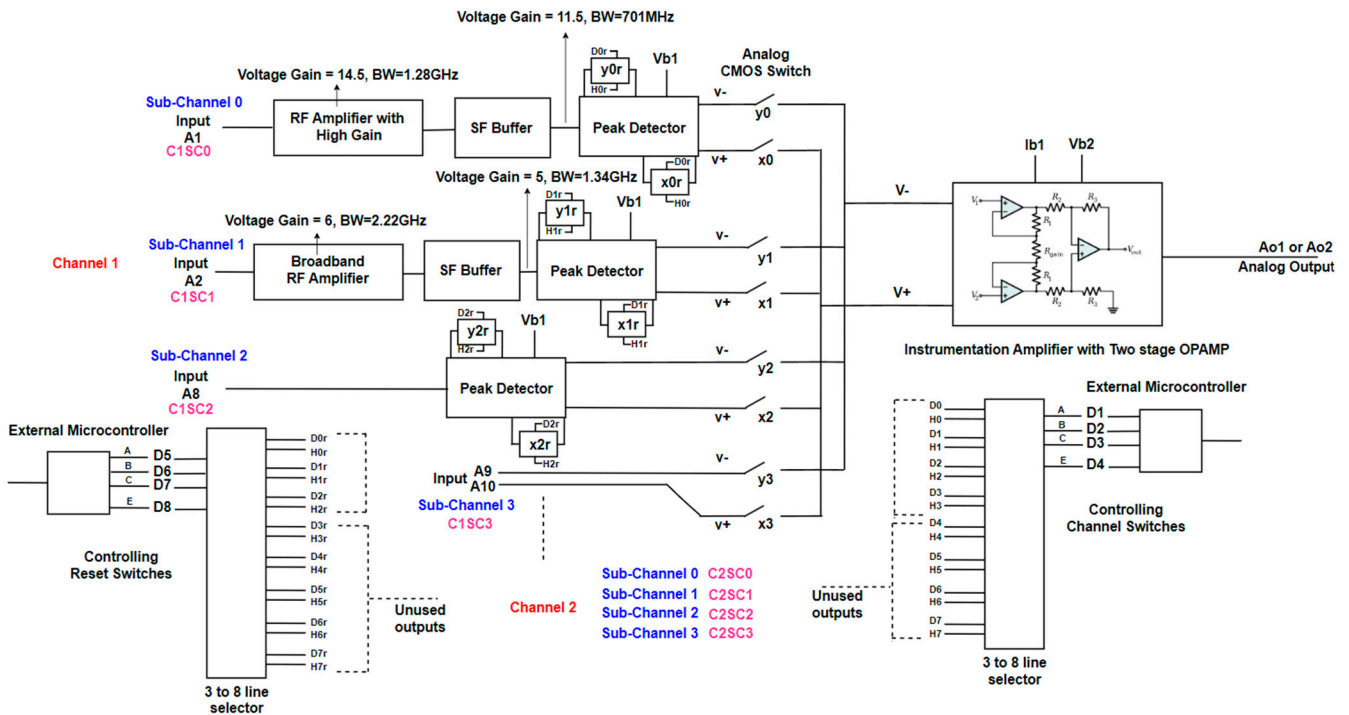 Voltage Gain = 11.5, BW=701MHz
Voltage Gain = 14.5, BW=1.28GHz
Sub-Channel 0
Input
A1
C1SC0
RF Amplifier with
High Gain
SF Buffer
D0r
y0r
H0r
Vb1
Peak Detector
D0r
x0r
H0r
Analog
CMOS Switch
v-
y0
v+
x0
Voltage Gain = 5, BW=1.34GHz
Voltage Gain = 6, BW=2.22GHz
Channel 1
Sub-Channel 1
Input
A2
C1SC1
Broadband
RF Amplifier
SF Buffer
D1r
y1r
H1r
Vb1
Peak Detector
D1r
x1r
H1r
v-
y1
v+
x1
Sub-Channel 2
Input
A8
C1SC2
D2r
y2r
H2r
Vb1
Peak Detector
D2r
x2r
H2r
v-
y2
v+
x2
Input
A9
A10
Sub-Channel 3
C1SC3
v-
y3
v+
x3
V-
V+
Ib1
Vb2
V1
V2
R1
Rgain
R1
R2
R3
R2
R3
Vout
Ao1 or Ao2
Analog Output
Instrumentation Amplifier with Two stage OPAMP
External Microcontroller
A
D5
B
D6
C
D7
E
D8
Controlling
Reset Switches
D0r
H0r
D1r
H1r
D2r
H2r
D3r
H3r
D4r
H4r
D5r
H5r
D6r
H6r
D7r
H7r
Unused
outputs
3 to 8 line
selector
Channel 2
Sub-Channel 0 C2SC0
Sub-Channel 1 C2SC1
Sub-Channel 2 C2SC2
Sub-Channel 3 C2SC3
D0
H0
D1
H1
D2
H2
D3
H3
D4
H4
D5
H5
D6
H6
D7
H7
Unused
outputs
3 to 8 line
selector
External Microcontroller
A
D1
B
D2
C
D3
E
D4
Controlling
Channel Switches